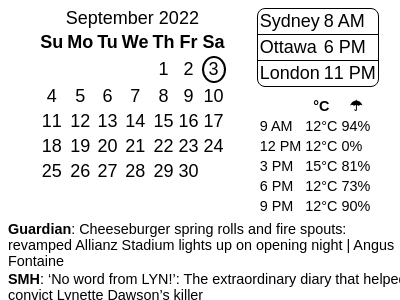 September 2022
Su Mo Tu We Th Fr Sa
1 2 3
4 5 6 7 8 9 10
11 12 13 14 15 16 17
18 19 20 21 22 23 24
25 26 27 28 29 30
Sydney 8 AM
Ottawa 6 PM
London 11 PM
°C ☂
9 AM 12°C 94%
12 PM 12°C 0%
3 PM 15°C 81%
6 PM 12°C 73%
9 PM 12°C 90%
Guardian: Cheeseburger spring rolls and fire spouts:
revamped Allianz Stadium lights up on opening night | Angus
Fontaine
SMH: ‘No word from LYN!’: The extraordinary diary that helped
convict Lynette Dawson’s killer